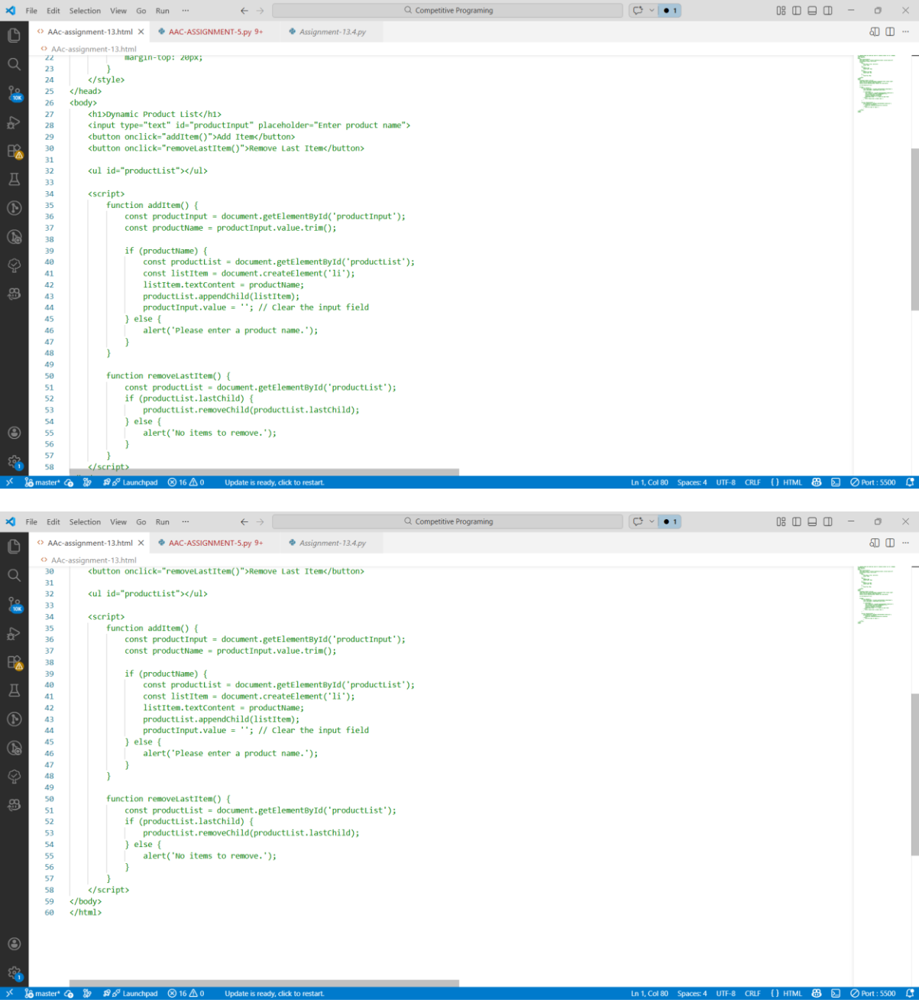 File Edit Selection View Go Run ··· ← → Competitive Programing 1
AAc-assignment-13.html × AAC-ASSIGNMENT-5.py 9+ Assignment-13.4.py
AAc-assignment-13.html
22 margin-top: 20px;
23 }
24 </style>
25 </head>
26 <body>
27 <h1>Dynamic Product List</h1>
28 <input type="text" id="productInput" placeholder="Enter product name">
29 <button onclick="addItem()">Add Item</button>
30 <button onclick="removeLastItem()">Remove Last Item</button>
31
32 <ul id="productList"></ul>
33
34 <script>
35 function addItem() {
36 const productInput = document.getElementById('productInput');
37 const productName = productInput.value.trim();
38
39 if (productName) {
40 const productList = document.getElementById('productList');
41 const listItem = document.createElement('li');
42 listItem.textContent = productName;
43 productList.appendChild(listItem);
44 productInput.value = ''; // Clear the input field
45 } else {
46 alert('Please enter a product name.');
47 }
48 }
49
50 function removeLastItem() {
51 const productList = document.getElementById('productList');
52 if (productList.lastChild) {
53 productList.removeChild(productList.lastChild);
54 } else {
55 alert('No items to remove.');
56 }
57 }
58 </script>
10K
1
master* Launchpad 16 0 Update is ready, click to restart. Ln 1, Col 80 Spaces: 4 UTF-8 CRLF {} HTML Port : 5500
File Edit Selection View Go Run ··· ← → Competitive Programing 1
AAc-assignment-13.html × AAC-ASSIGNMENT-5.py 9+ Assignment-13.4.py
AAc-assignment-13.html
30 <button onclick="removeLastItem()">Remove Last Item</button>
31
32 <ul id="productList"></ul>
33
34 <script>
35 function addItem() {
36 const productInput = document.getElementById('productInput');
37 const productName = productInput.value.trim();
38
39 if (productName) {
40 const productList = document.getElementById('productList');
41 const listItem = document.createElement('li');
42 listItem.textContent = productName;
43 productList.appendChild(listItem);
44 productInput.value = ''; // Clear the input field
45 } else {
46 alert('Please enter a product name.');
47 }
48 }
49
50 function removeLastItem() {
51 const productList = document.getElementById('productList');
52 if (productList.lastChild) {
53 productList.removeChild(productList.lastChild);
54 } else {
55 alert('No items to remove.');
56 }
57 }
58 </script>
59 </body>
60 </html>
10K
1
master* Launchpad 16 0 Update is ready, click to restart. Ln 1, Col 80 Spaces: 4 UTF-8 CRLF {} HTML Port : 5500